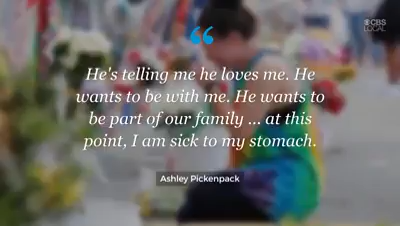 CBS
LOCAL
“
He's telling me he loves me. He
wants to be with me. He wants to
be part of our family ... at this
point, I am sick to my stomach.
Ashley Pickenpack